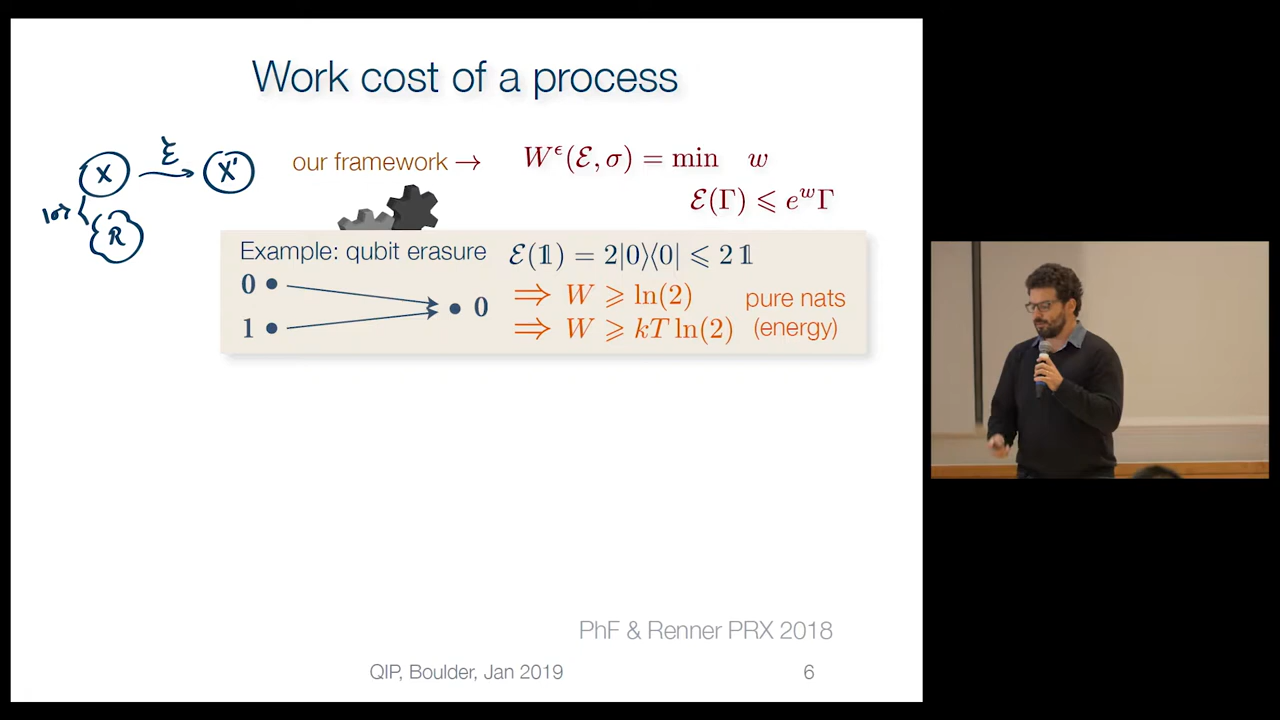 Work cost of a process
X ℰ X'
our framework → W^ϵ(ℰ, σ) = min w
ℰ(Γ) ⩽ e^w Γ
R
Example: qubit erasure ℰ(𝟙) = 2|0⟩⟨0| ⩽ 2 𝟙
0 • • 0
⇒ W ⩾ ln(2) pure nats
1 •
⇒ W ⩾ kT ln(2) (energy)
PhF & Renner PRX 2018
QIP, Boulder, Jan 2019 6